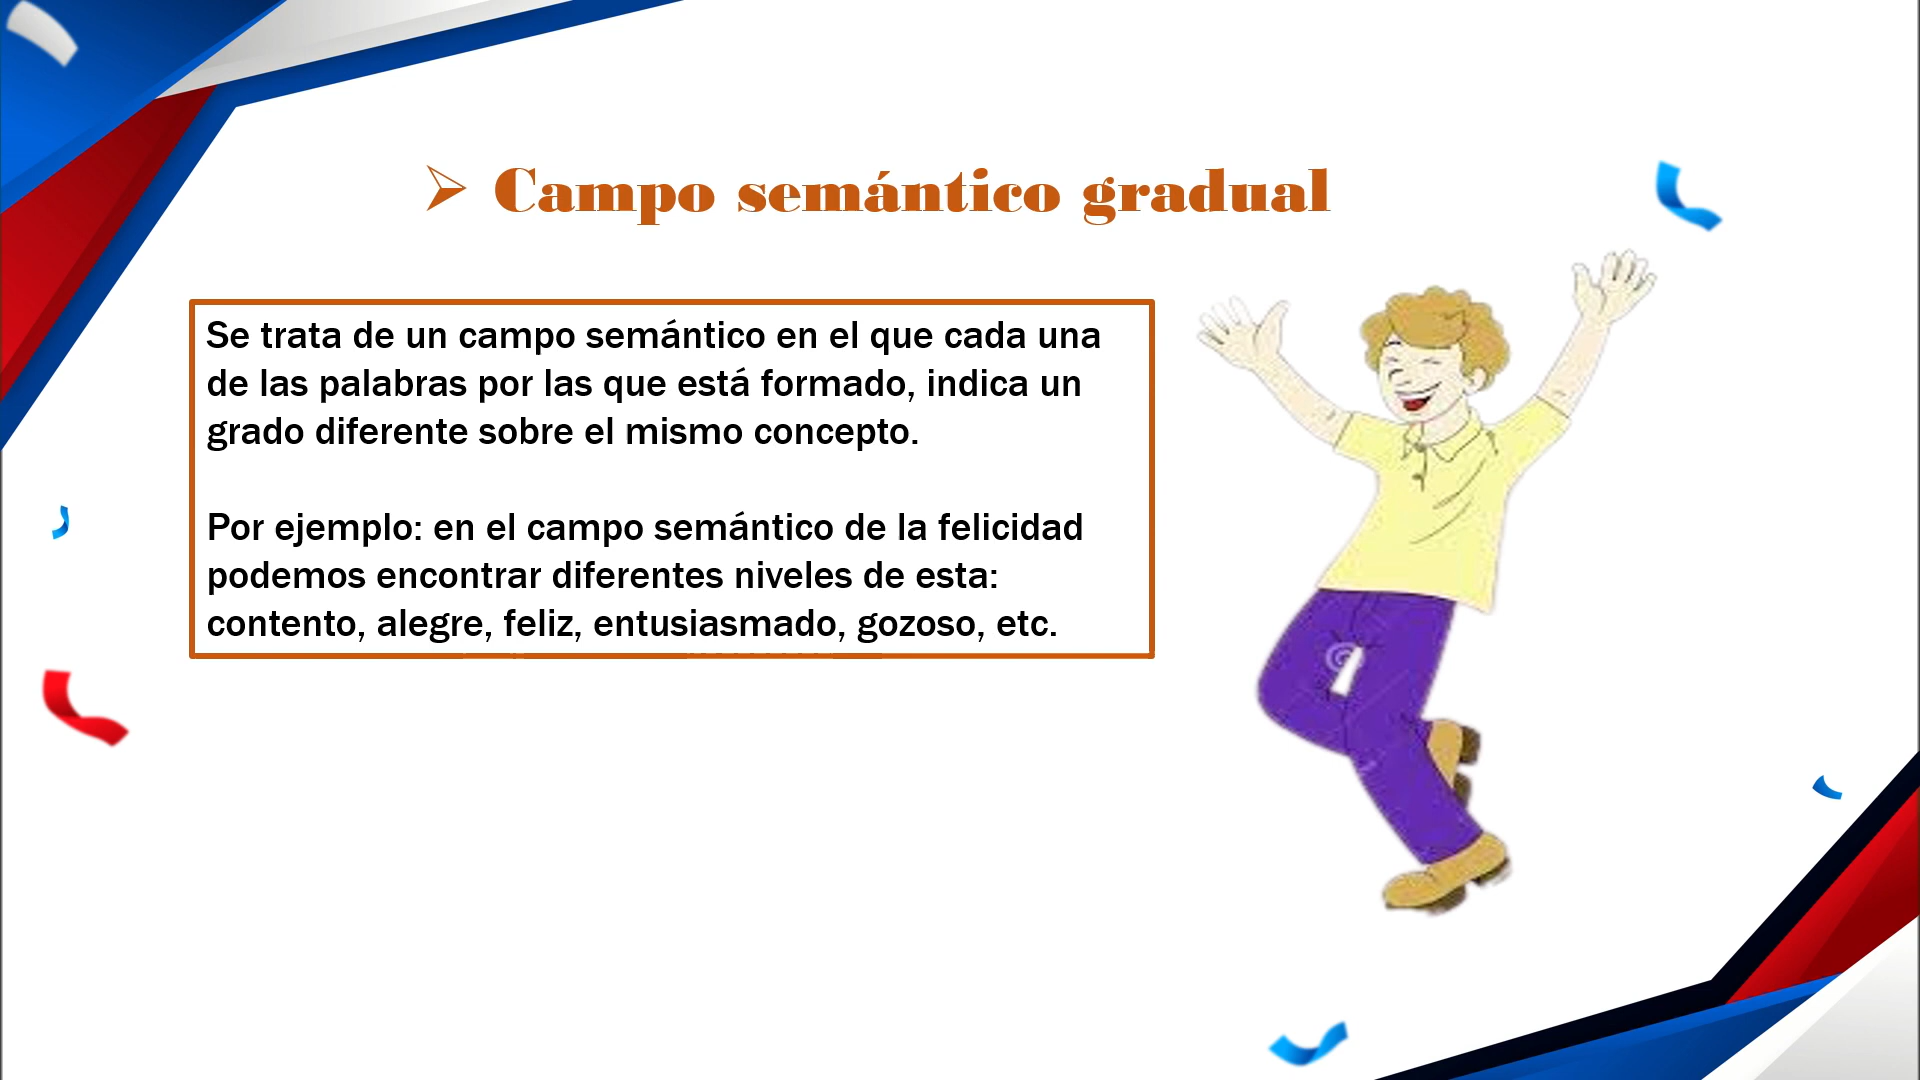 Campo semántico gradual
Se trata de un campo semántico en el que cada una
de las palabras por las que está formado, indica un
grado diferente sobre el mismo concepto.
Por ejemplo: en el campo semántico de la felicidad
podemos encontrar diferentes niveles de esta:
contento, alegre, feliz, entusiasmado, gozoso, etc.